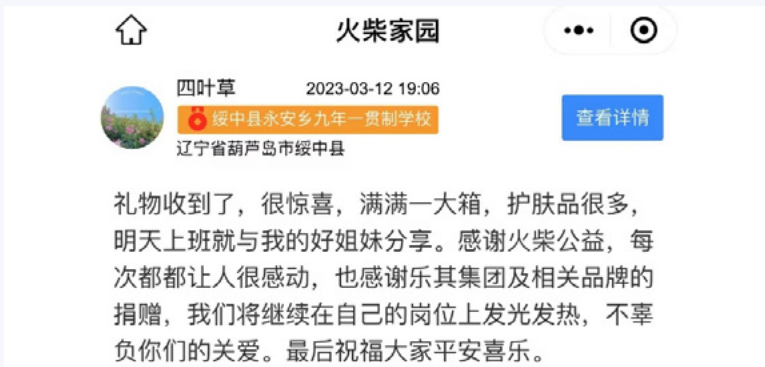 火柴家园
四叶草 2023-03-12 19:06
绥中县永安乡九年一贯制学校
查看详情
辽宁省葫芦岛市绥中县
礼物收到了，很惊喜，满满一大箱，护肤品很多，
明天上班就与我的好姐妹分享。感谢火柴公益，每
次都都让人很感动，也感谢乐其集团及相关品牌的
捐赠，我们将继续在自己的岗位上发光发热，不辜
负你们的关爱。最后祝福大家平安喜乐。